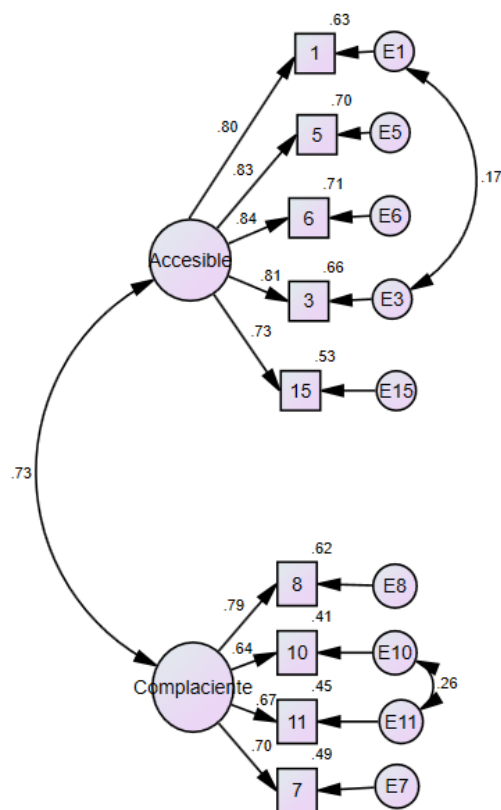 .63
1
E1
.80
.70
5
E5
.83
.17
.71
6
E6
.84
Accesible
.81
.66
3
E3
.73
.53
15
E15
.73
.62
8
E8
.79
.41
10
E10
.64
Complaciente
.26
.67
.45
11
E11
.70
.49
7
E7